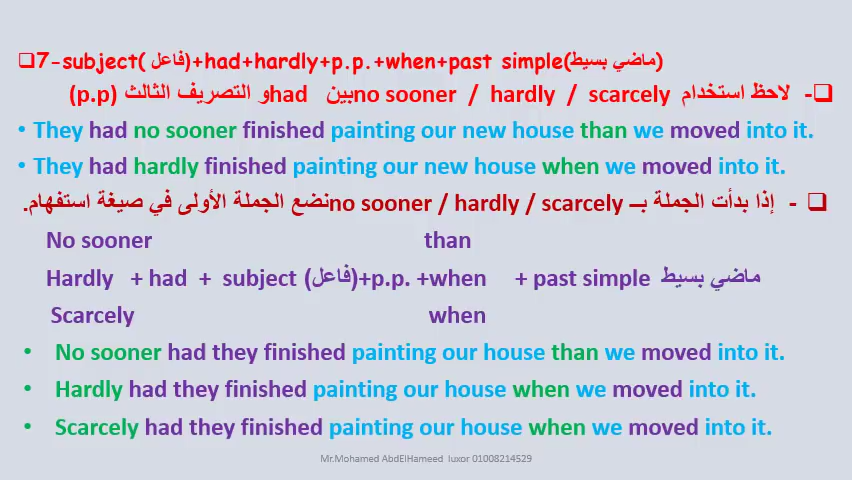 ❑7-subject( فاعل)+had+hardly+p.p.+when+past simple(ماضي بسيط)
❑- لاحظ استخدام no sooner / hardly / scarcely بين had و التصريف الثالث (p.p)
• They had no sooner finished painting our new house than we moved into it.
• They had hardly finished painting our new house when we moved into it.
❑ - إذا بدأت الجملة بـ no sooner / hardly / scarcely نضع الجملة الأولى في صيغة استفهام.
No sooner than
Hardly + had + subject (فاعل)+p.p. +when + past simple ماضي بسيط
Scarcely when
• No sooner had they finished painting our house than we moved into it.
• Hardly had they finished painting our house when we moved into it.
• Scarcely had they finished painting our house when we moved into it.
Mr.Mohamed AbdElHameed luxor 01008214529